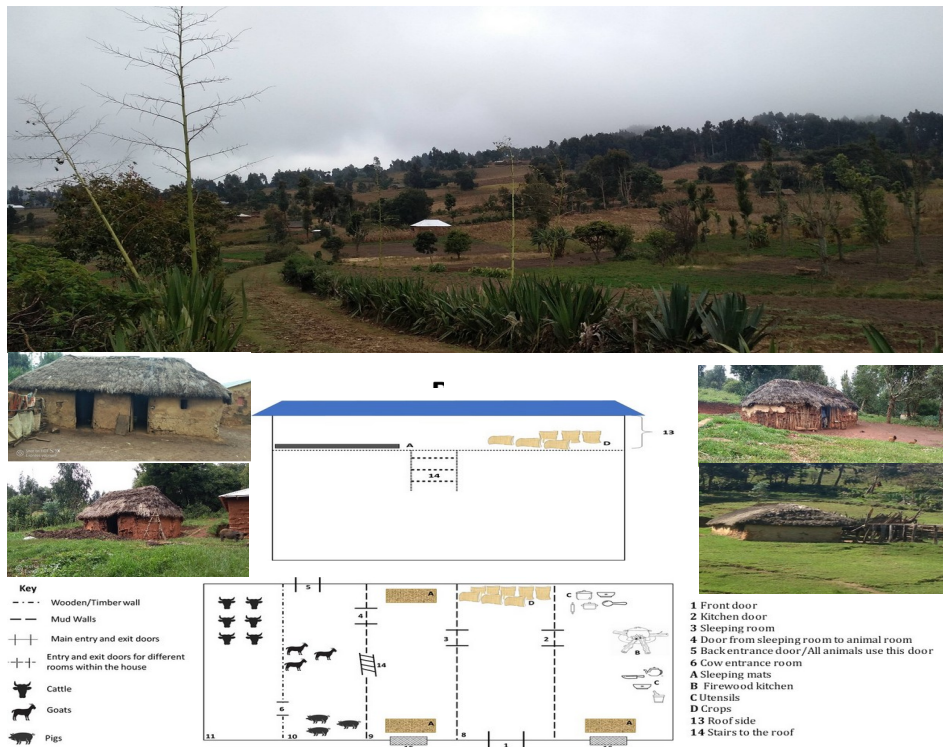 A
D
13
14
Key
Wooden/Timber wall
Mud Walls
Main entry and exit doors
Entry and exit doors for different
rooms within the house
Cattle
Goats
Pigs
5
A
D
C
4
3
2
B
14
C
6
A
A
11
10
9
8
1
1 Front door
2 Kitchen door
3 Sleeping room
4 Door from sleeping room to animal room
5 Back entrance door/All animals use this door
6 Cow entrance room
A Sleeping mats
B Firewood kitchen
C Utensils
D Crops
13 Roof side
14 Stairs to the roof